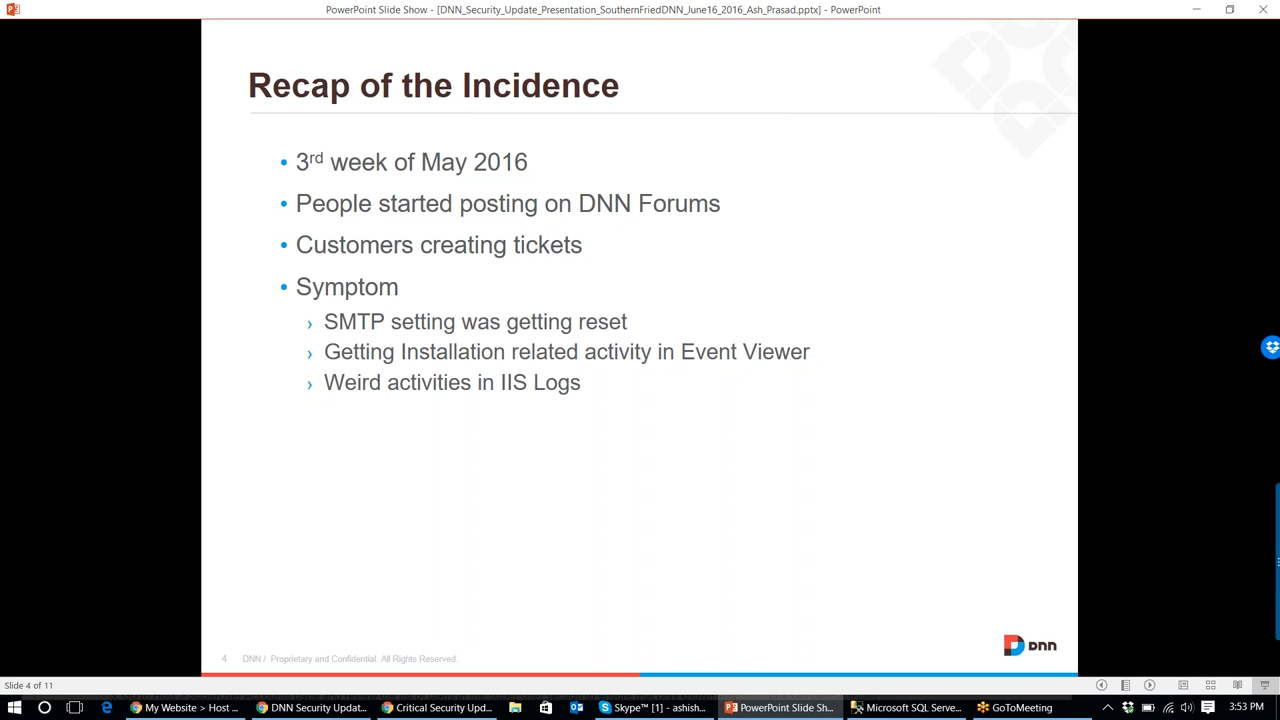 PowerPoint Slide Show - [DNN_Security_Update_Presentation_SouthernFriedDNN_June16_2016_Ash_Prasad.pptx] - PowerPoint
Recap of the Incidence
• 3rd week of May 2016
• People started posting on DNN Forums
• Customers creating tickets
• Symptom
› SMTP setting was getting reset
› Getting Installation related activity in Event Viewer
› Weird activities in IIS Logs
4 DNN / Proprietary and Confidential. All Rights Reserved.
DNN
Slide 4 of 11
My Website > Host ... DNN Security Updat... Critical Security Upd... Skype™ [1] - ashish... PowerPoint Slide Sh... Microsoft SQL Serve... GoToMeeting 3:53 PM